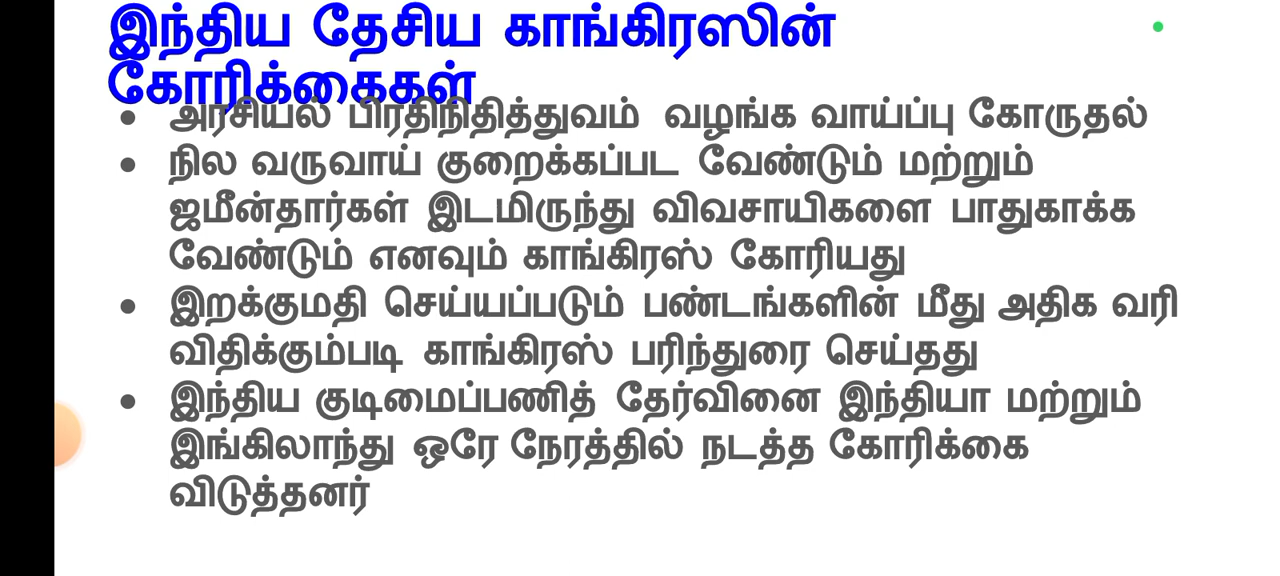 இந்திய தேசிய காங்கிரஸின்
கோரிக்கைகள்
• அரசியல் பிரதிநிதித்துவம் வழங்க வாய்ப்பு கோருதல்
• நில வருவாய் குறைக்கப்பட வேண்டும் மற்றும்
ஜமீன்தார்கள் இடமிருந்து விவசாயிகளை பாதுகாக்க
வேண்டும் எனவும் காங்கிரஸ் கோரியது
• இறக்குமதி செய்யப்படும் பண்டங்களின் மீது அதிக வரி
விதிக்கும்படி காங்கிரஸ் பரிந்துரை செய்தது
• இந்திய குடிமைப்பணித் தேர்வினை இந்தியா மற்றும்
இங்கிலாந்து ஒரே நேரத்தில் நடத்த கோரிக்கை
விடுத்தனர்